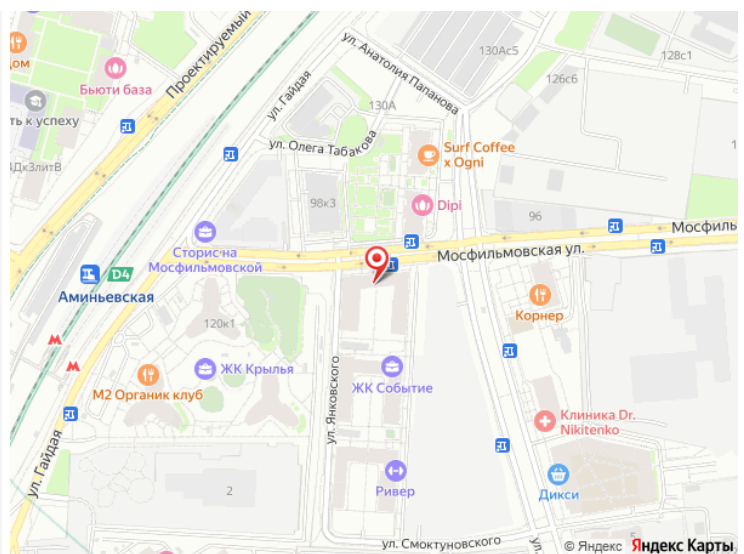 Дом
Бьюти база
ть к успеху
Проектируемый
4Дк3литВ
ул. Гайдая
ул. Анатолия Папанова
130Ас5
128с1
126с6
130А
ул. Олега Табакова
Surf Coffee
x Ogni
98к3
Dipi
96
Сторис на
Мосфильмовской
Мосфильмовская ул.
Мосфиль
D4
Аминьевская
120к1
Корнер
М2 Органик клуб
ЖК Крылья
ЖК Событие
ул. Янковского
Клиника Dr.
Nikitenko
ул. Гайдая
2
Ривер
Дикси
ул. Смоктуновского
ул.
© Яндекс Яндекс Карты